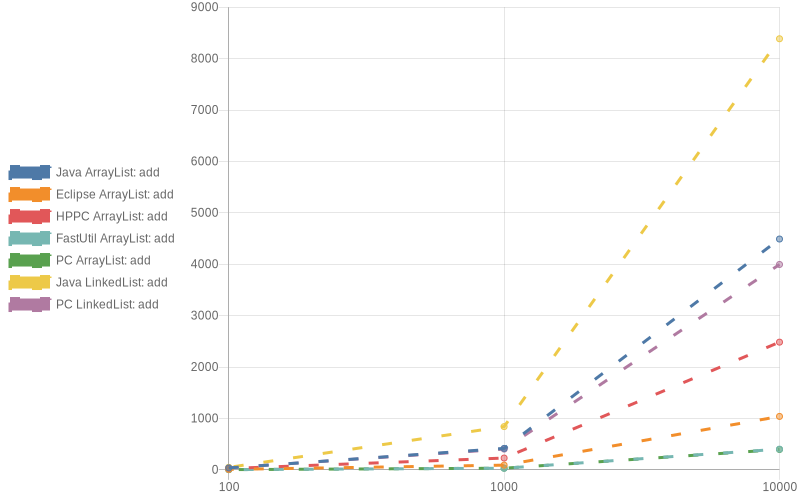 9000
8000
7000
6000
5000
4000
3000
2000
1000
0
Java ArrayList: add
Eclipse ArrayList: add
HPPC ArrayList: add
FastUtil ArrayList: add
PC ArrayList: add
Java LinkedList: add
PC LinkedList: add
100 1000 10000